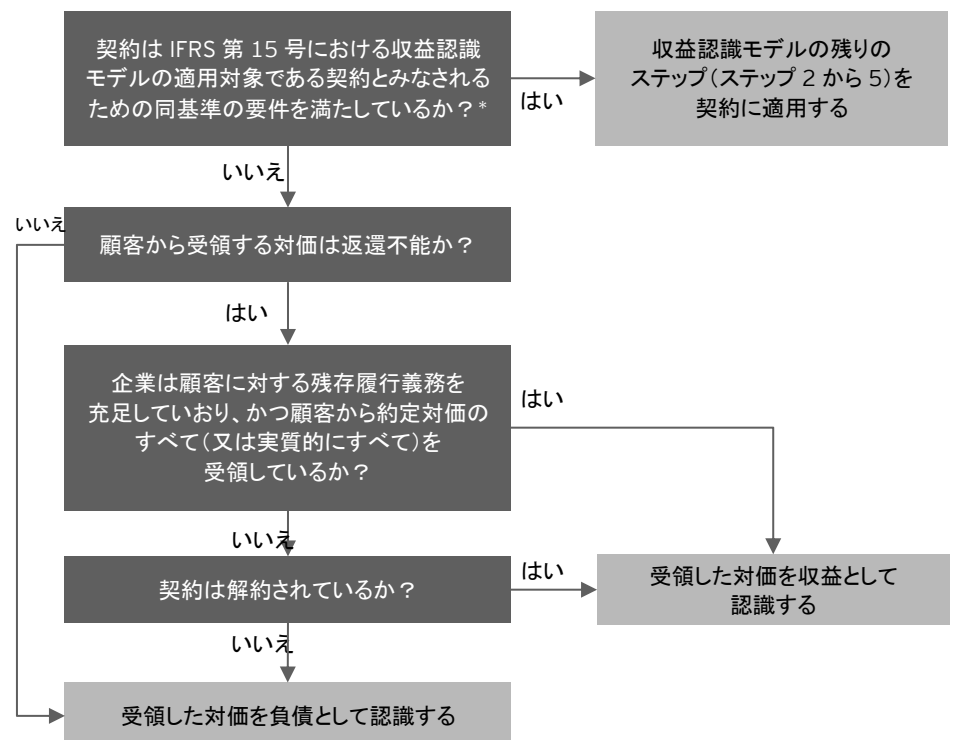 契約は IFRS 第 15 号における収益認識
モデルの適用対象である契約とみなされる
ための同基準の要件を満たしているか？*
はい
収益認識モデルの残りの
ステップ（ステップ 2 から 5）を
契約に適用する
いいえ
いいえ
顧客から受領する対価は返還不能か？
はい
企業は顧客に対する残存履行義務を
充足していおり、かつ顧客から約定対価の
すべて（又は実質的にすべて）を
受領しているか？
はい
いいえ
契約は解約されているか？
はい
受領した対価を収益として
認識する
いいえ
受領した対価を負債として認識する